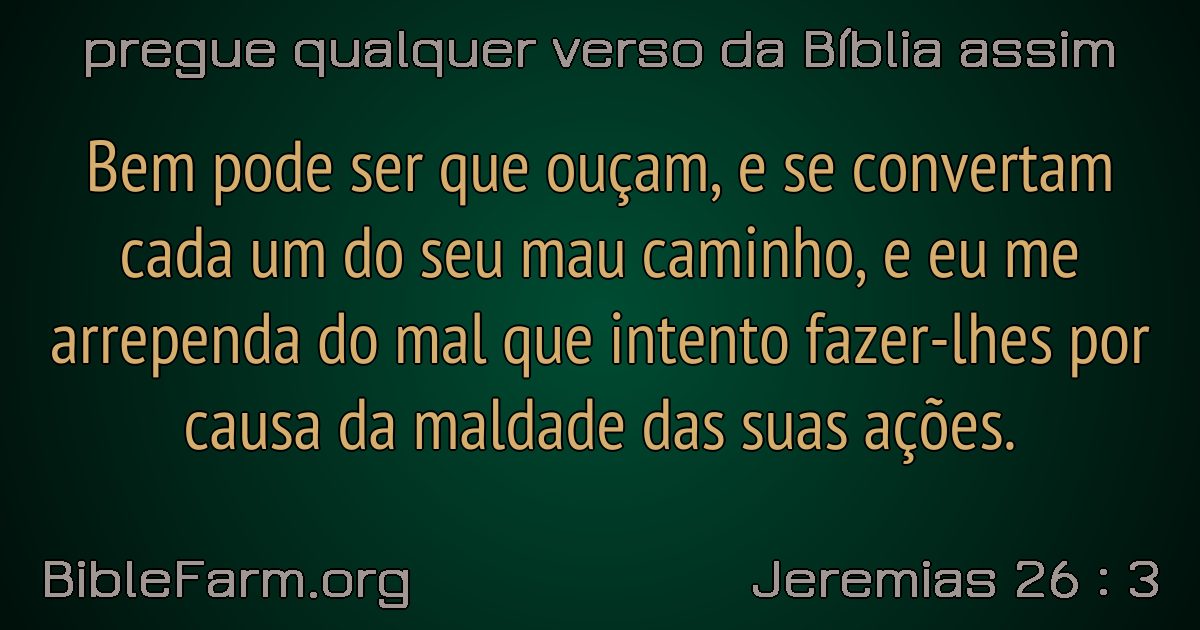 pregue qualquer verso da Bíblia assim
Bem pode ser que ouçam, e se convertam
cada um do seu mau caminho, e eu me
arrependa do mal que intento fazer-lhes por
causa da maldade das suas ações.
BibleFarm.org
Jeremias 26 : 3